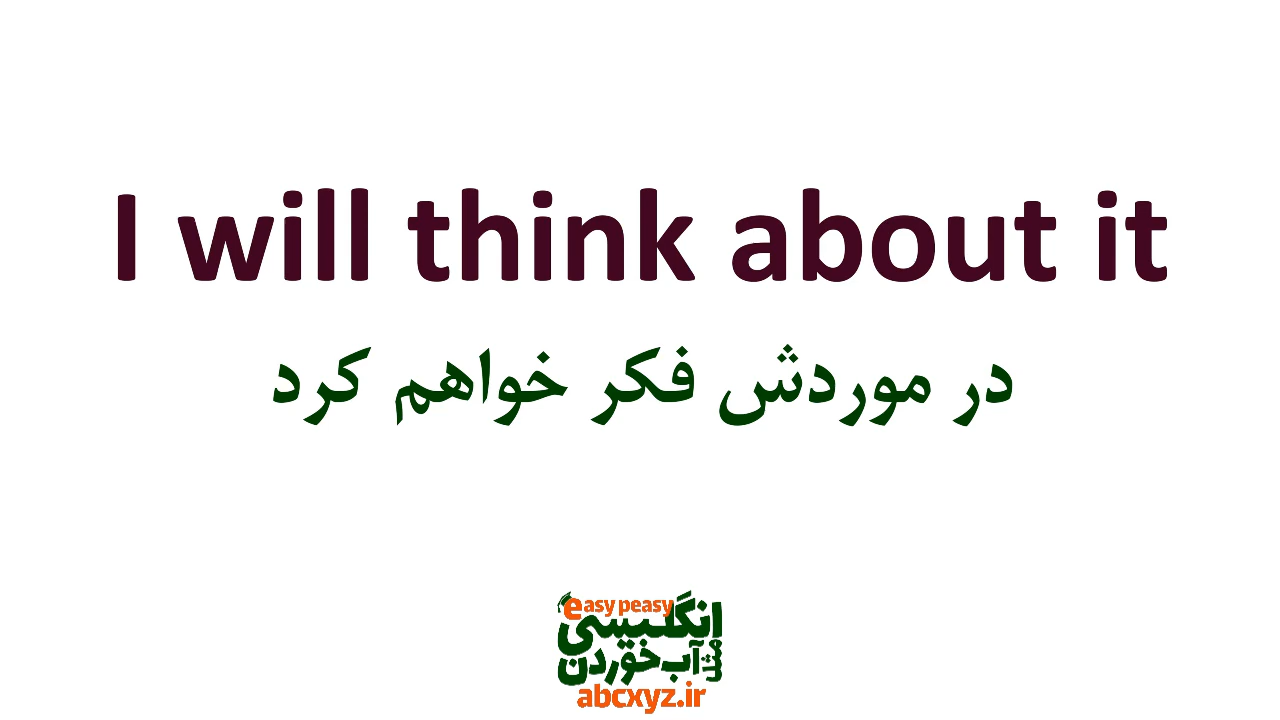 I will think about it
در موردش فکر خواهم کرد
easy peasy
انگلیسی
مثل آب خوردن
abcxyz.ir